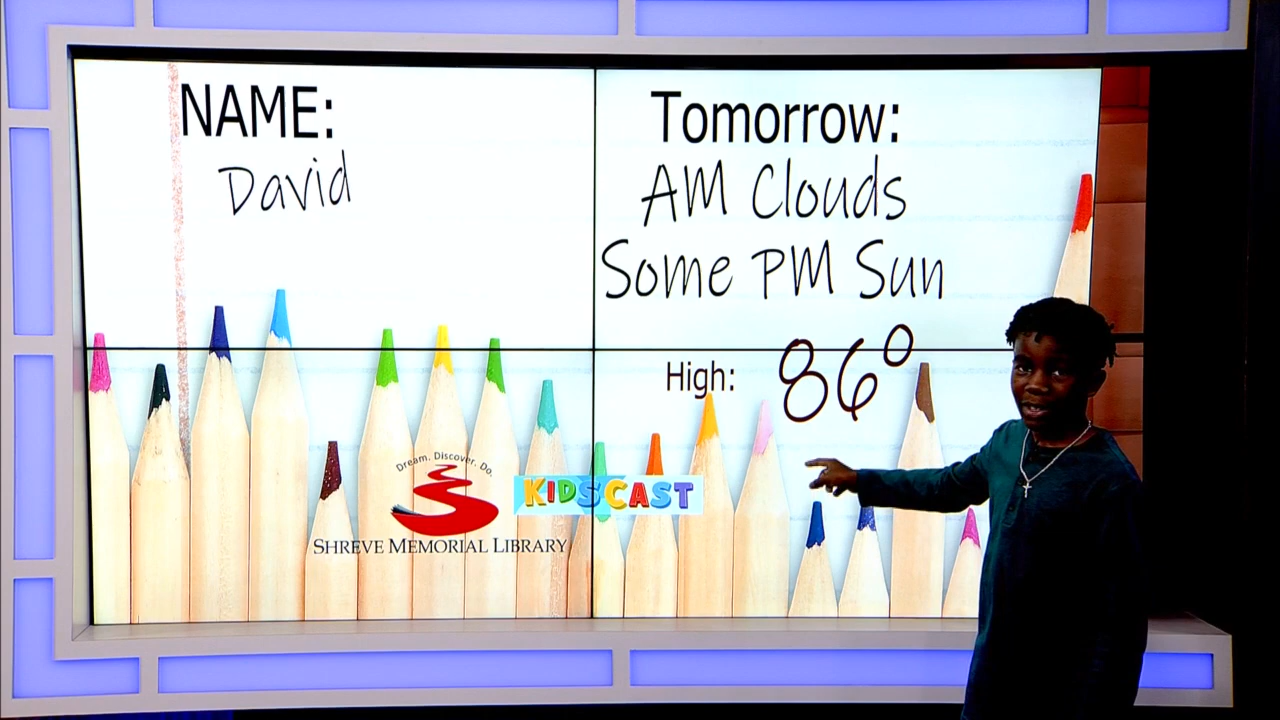 NAME:
David
Tomorrow:
AM Clouds
Some PM Sun
High: 86°
Dream. Discover. Do.
SHREVE MEMORIAL LIBRARY
KIDSCAST